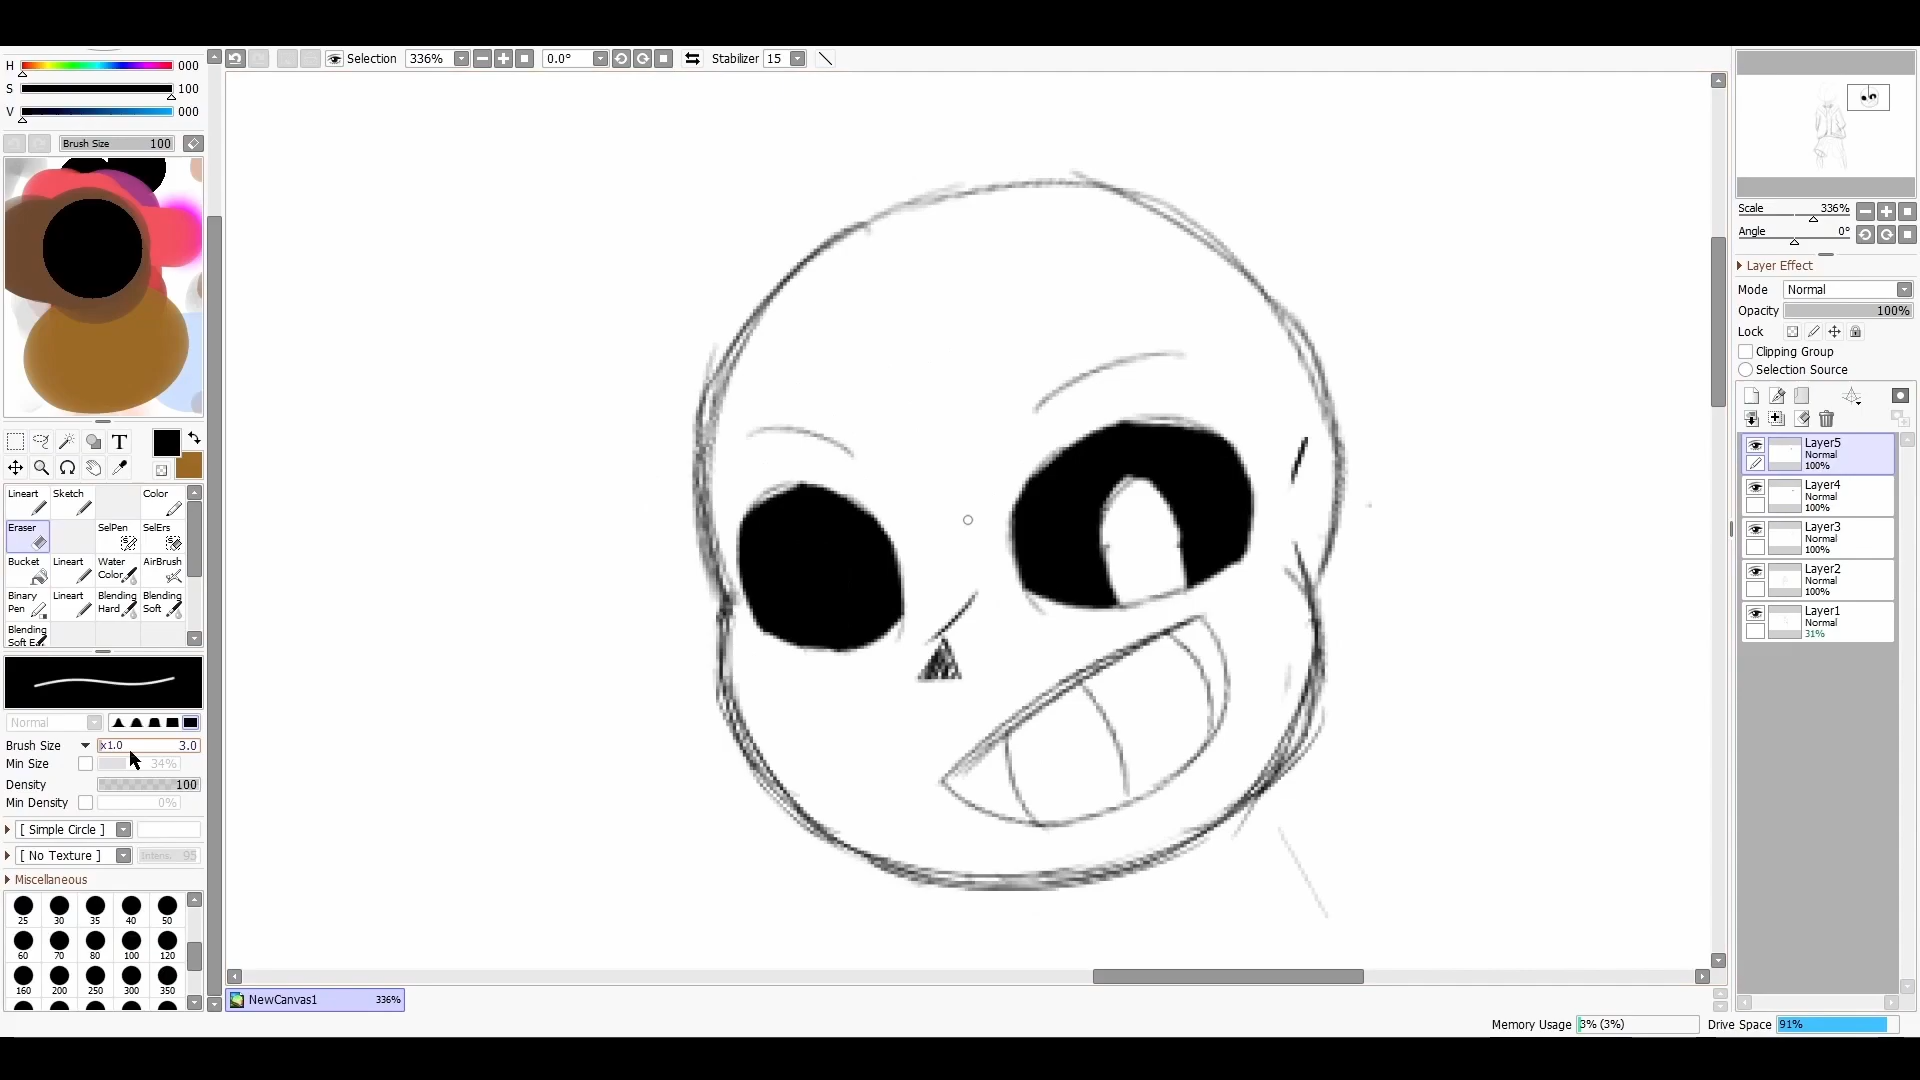 H 000
S 100
V 000
Brush Size 100
Selection 336% 0.0° Stabilizer 15
T
Lineart Sketch Color
Eraser SelPen SelErs
Bucket Lineart Water Color AirBrush
Binary Pen Lineart Blending Hard Blending Soft
Blending Soft E
Normal
Brush Size x1.0 3.0
Min Size 34%
Density 100
Min Density 0%
[ Simple Circle ]
[ No Texture ] Intens. 95
Miscellaneous
25 30 35 40 50
60 70 80 100 120
160 200 250 300 350
NewCanvas1 336%
Scale 336%
Angle 0°
Layer Effect
Mode Normal
Opacity 100%
Lock
Clipping Group
Selection Source
Layer5
Normal
100%
Layer4
Normal
100%
Layer3
Normal
100%
Layer2
Normal
100%
Layer1
Normal
31%
Memory Usage 3% (3%) Drive Space 91%